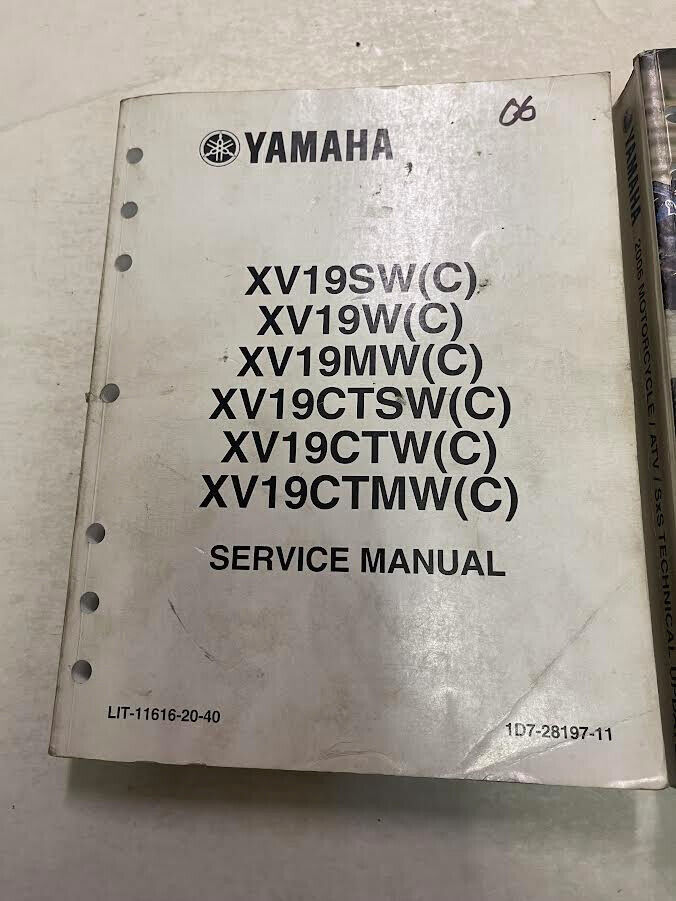 06
YAMAHA
XV19SW(C)
XV19W(C)
XV19MW(C)
XV19CTSW(C)
XV19CTW(C)
XV19CTMW(C)
SERVICE MANUAL
LIT-11616-20-40
1D7-28197-11
YAMAHA 2006 MOTORCYCLE / ATV / SxS TECHNICAL